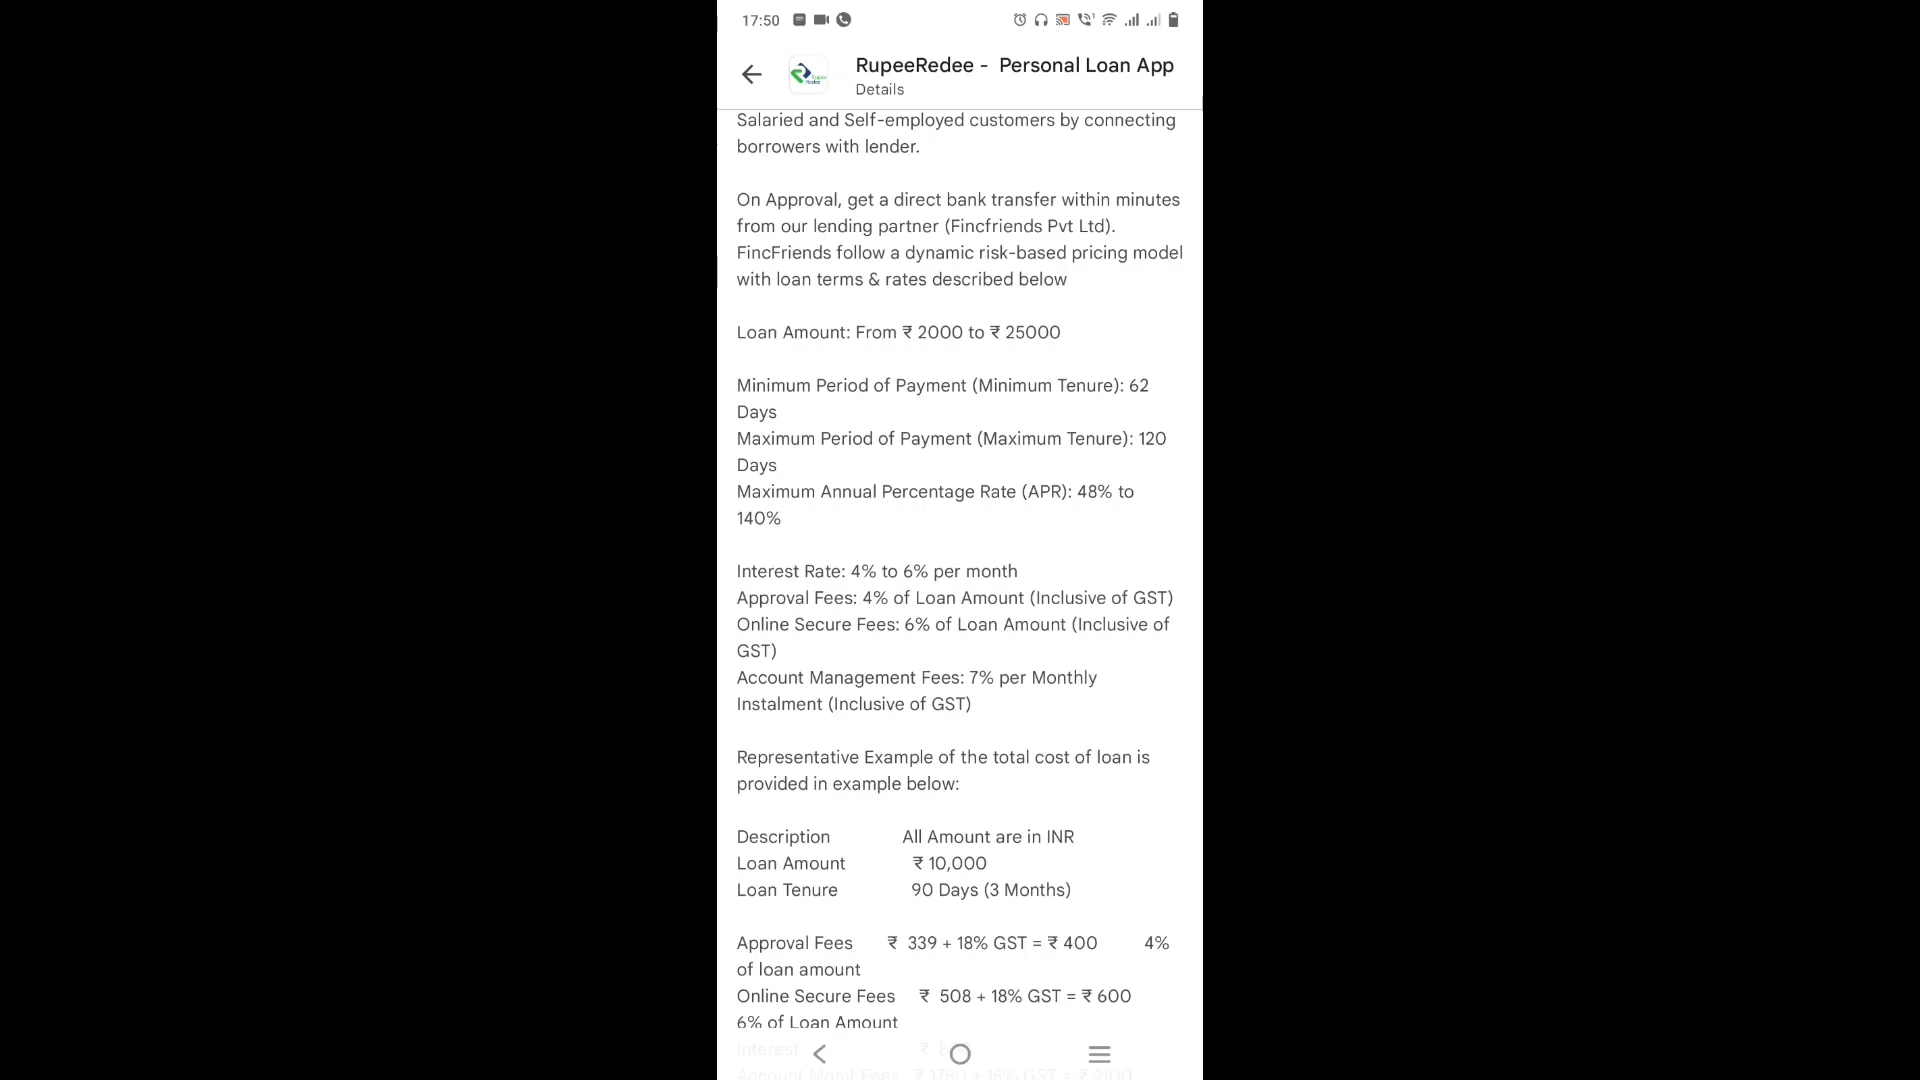 17:50
RupeeRedee - Personal Loan App
Details
Salaried and Self-employed customers by connecting
borrowers with lender.
On Approval, get a direct bank transfer within minutes
from our lending partner (Fincfriends Pvt Ltd).
FincFriends follow a dynamic risk-based pricing model
with loan terms & rates described below
Loan Amount: From ₹ 2000 to ₹ 25000
Minimum Period of Payment (Minimum Tenure): 62
Days
Maximum Period of Payment (Maximum Tenure): 120
Days
Maximum Annual Percentage Rate (APR): 48% to
140%
Interest Rate: 4% to 6% per month
Approval Fees: 4% of Loan Amount (Inclusive of GST)
Online Secure Fees: 6% of Loan Amount (Inclusive of
GST)
Account Management Fees: 7% per Monthly
Instalment (Inclusive of GST)
Representative Example of the total cost of loan is
provided in example below:
Description All Amount are in INR
Loan Amount ₹ 10,000
Loan Tenure 90 Days (3 Months)
Approval Fees ₹ 339 + 18% GST = ₹ 400 4%
of loan amount
Online Secure Fees ₹ 508 + 18% GST = ₹ 600
6% of Loan Amount
Interest ₹
Account Mgmt Fees ₹ 1780 + 18% GST = ₹ 2100